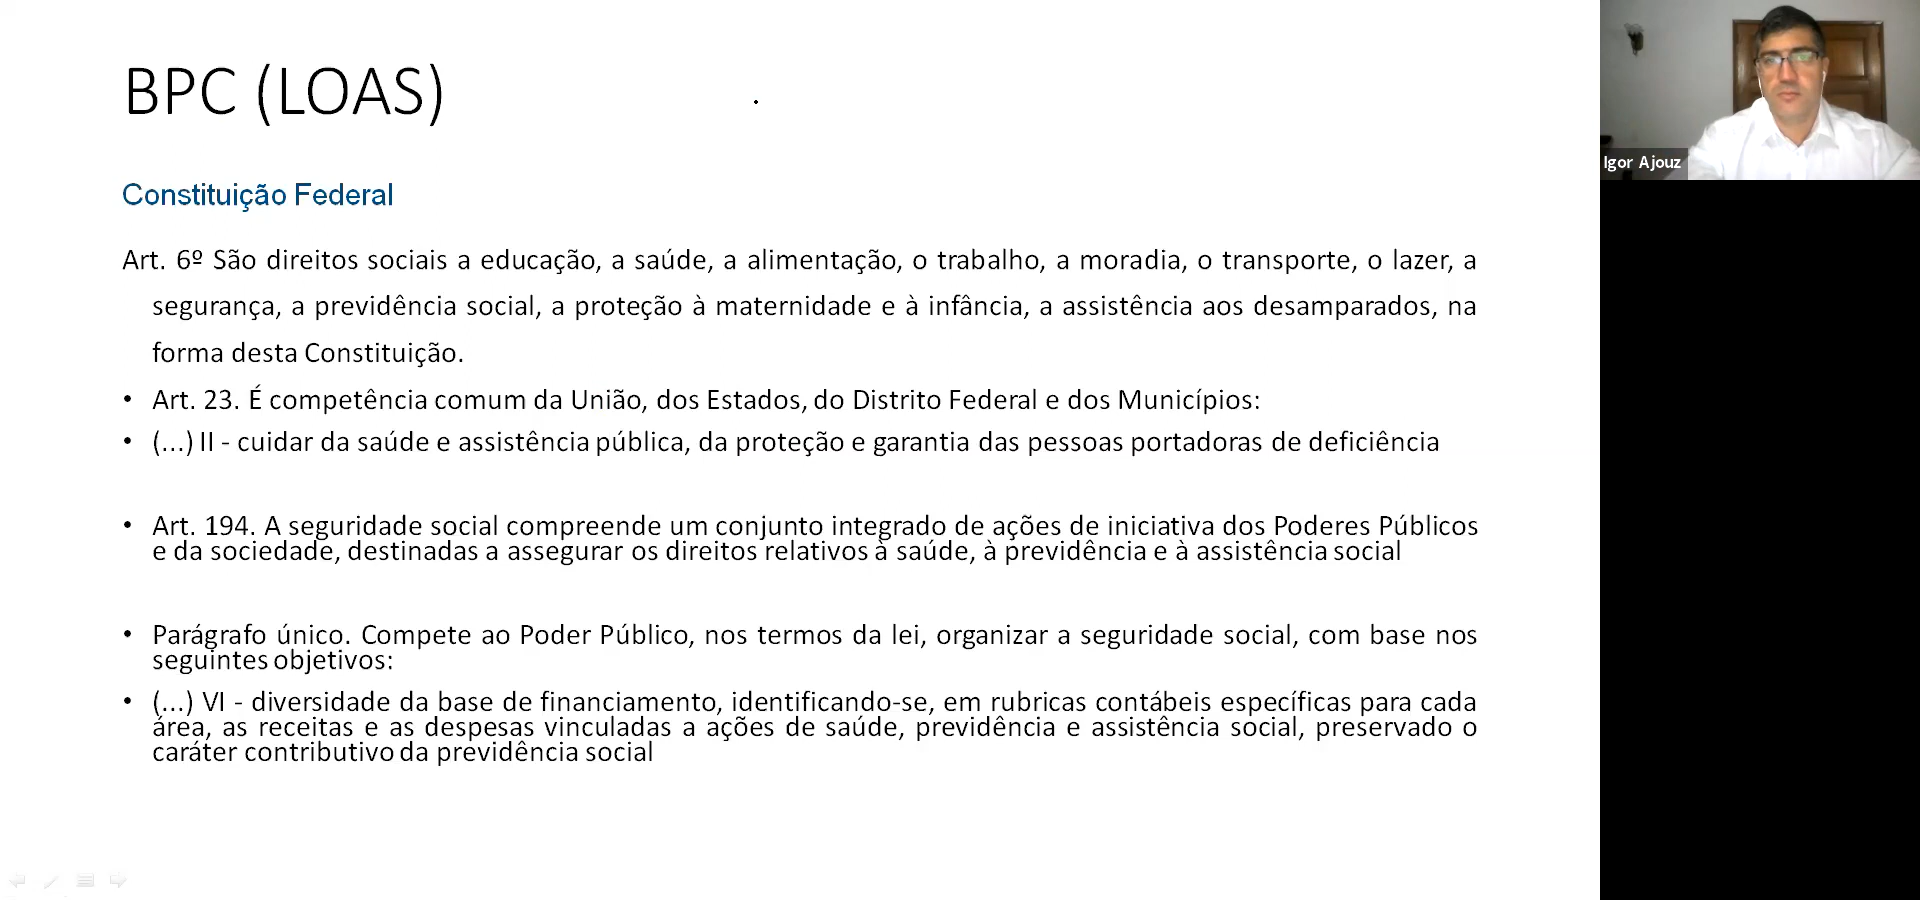 BPC (LOAS)
Constituição Federal
Art. 6º São direitos sociais a educação, a saúde, a alimentação, o trabalho, a moradia, o transporte, o lazer, a
segurança, a previdência social, a proteção à maternidade e à infância, a assistência aos desamparados, na
forma desta Constituição.
• Art. 23. É competência comum da União, dos Estados, do Distrito Federal e dos Municípios:
• (...) II - cuidar da saúde e assistência pública, da proteção e garantia das pessoas portadoras de deficiência
• Art. 194. A seguridade social compreende um conjunto integrado de ações de iniciativa dos Poderes Públicos
e da sociedade, destinadas a assegurar os direitos relativos à saúde, à previdência e à assistência social
• Parágrafo único. Compete ao Poder Público, nos termos da lei, organizar a seguridade social, com base nos
seguintes objetivos:
• (...) VI - diversidade da base de financiamento, identificando-se, em rubricas contábeis específicas para cada
área, as receitas e as despesas vinculadas a ações de saúde, previdência e assistência social, preservado o
caráter contributivo da previdência social
Igor Ajouz